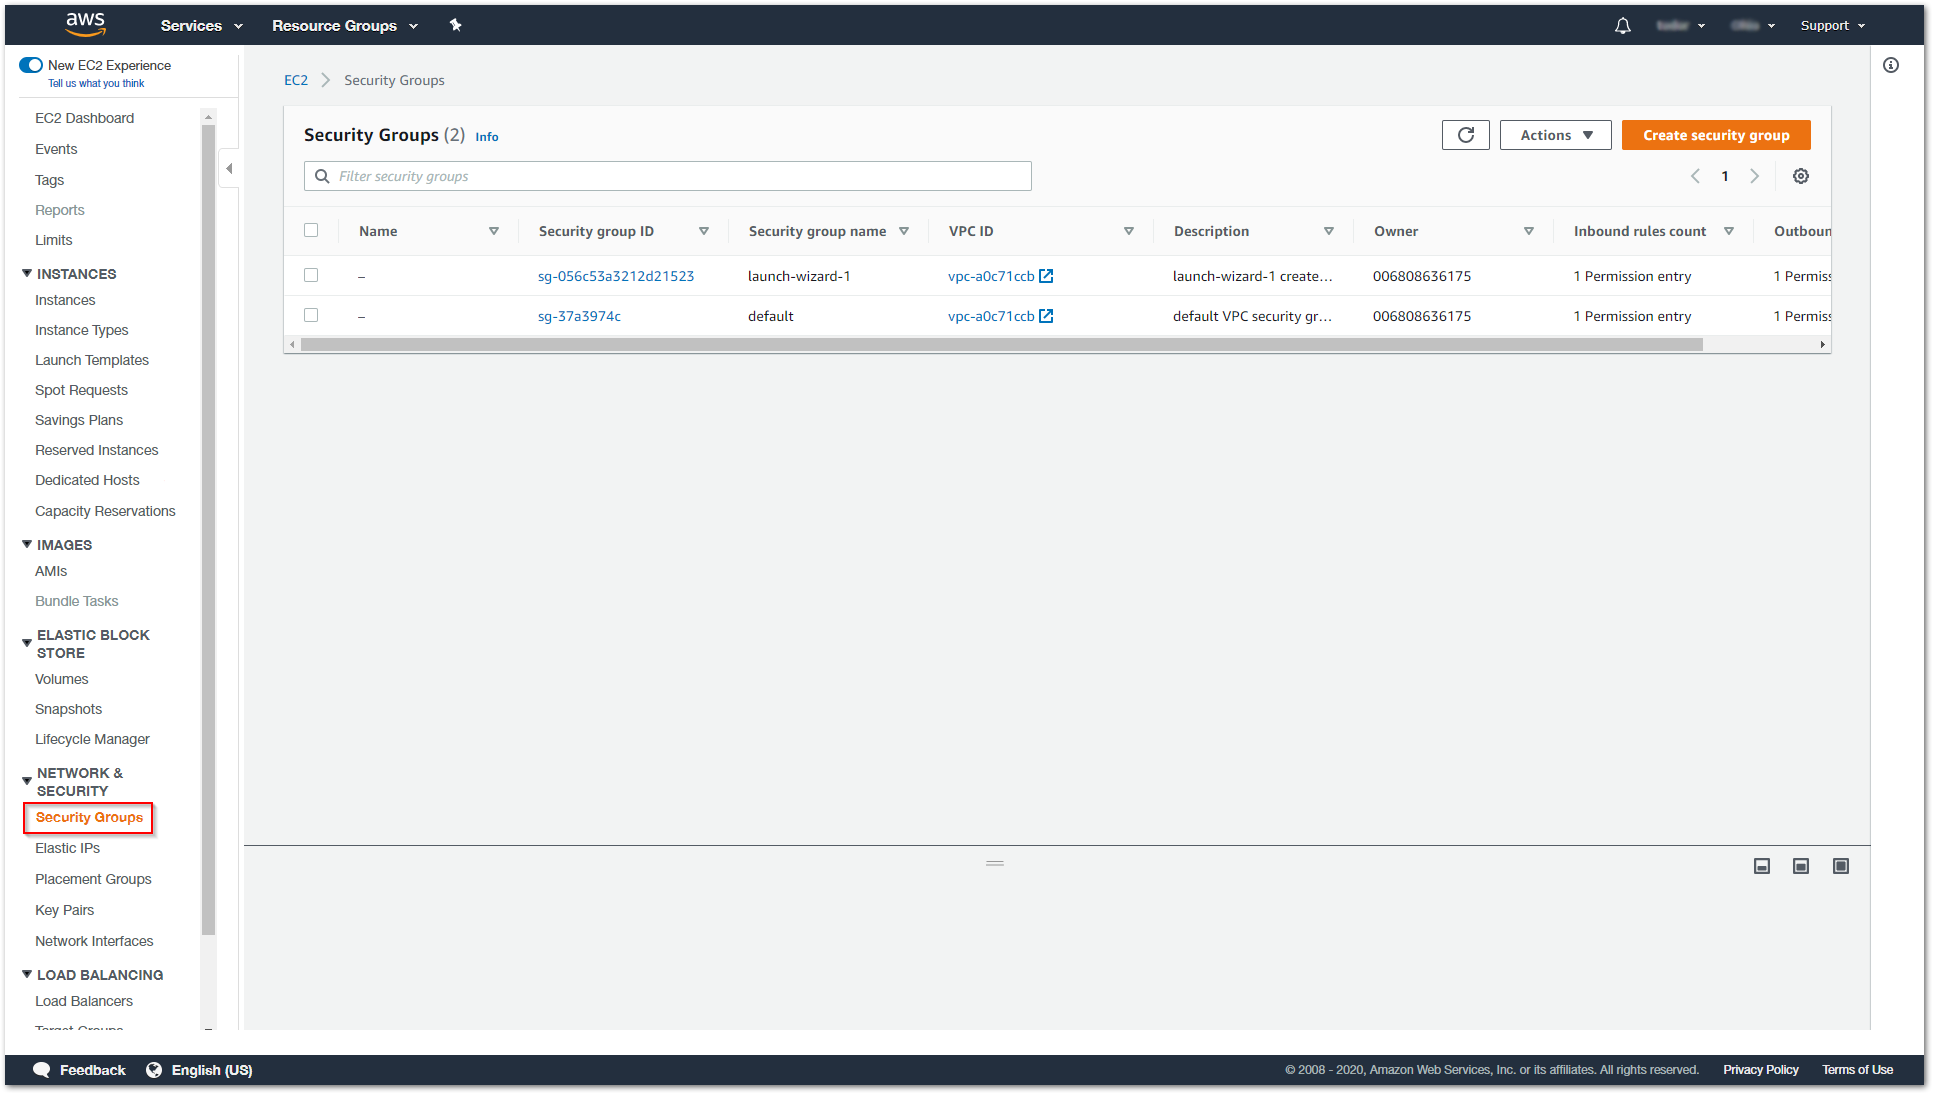 aws Services Resource Groups Support
New EC2 Experience
Tell us what you think
EC2 Dashboard
Events
Tags
Reports
Limits
INSTANCES
Instances
Instance Types
Launch Templates
Spot Requests
Savings Plans
Reserved Instances
Dedicated Hosts
Capacity Reservations
IMAGES
AMIs
Bundle Tasks
ELASTIC BLOCK
STORE
Volumes
Snapshots
Lifecycle Manager
NETWORK &
SECURITY
Security Groups
Elastic IPs
Placement Groups
Key Pairs
Network Interfaces
LOAD BALANCING
Load Balancers
Target Groups
EC2 Security Groups
Security Groups (2) Info
Actions Create security group
Filter security groups
1
Name Security group ID Security group name VPC ID Description Owner Inbound rules count Outboun
– sg-056c53a3212d21523 launch-wizard-1 vpc-a0c71ccb launch-wizard-1 create... 006808636175 1 Permission entry 1 Permiss
– sg-37a3974c default vpc-a0c71ccb default VPC security gr... 006808636175 1 Permission entry 1 Permiss
Feedback English (US) © 2008 - 2020, Amazon Web Services, Inc. or its affiliates. All rights reserved. Privacy Policy Terms of Use